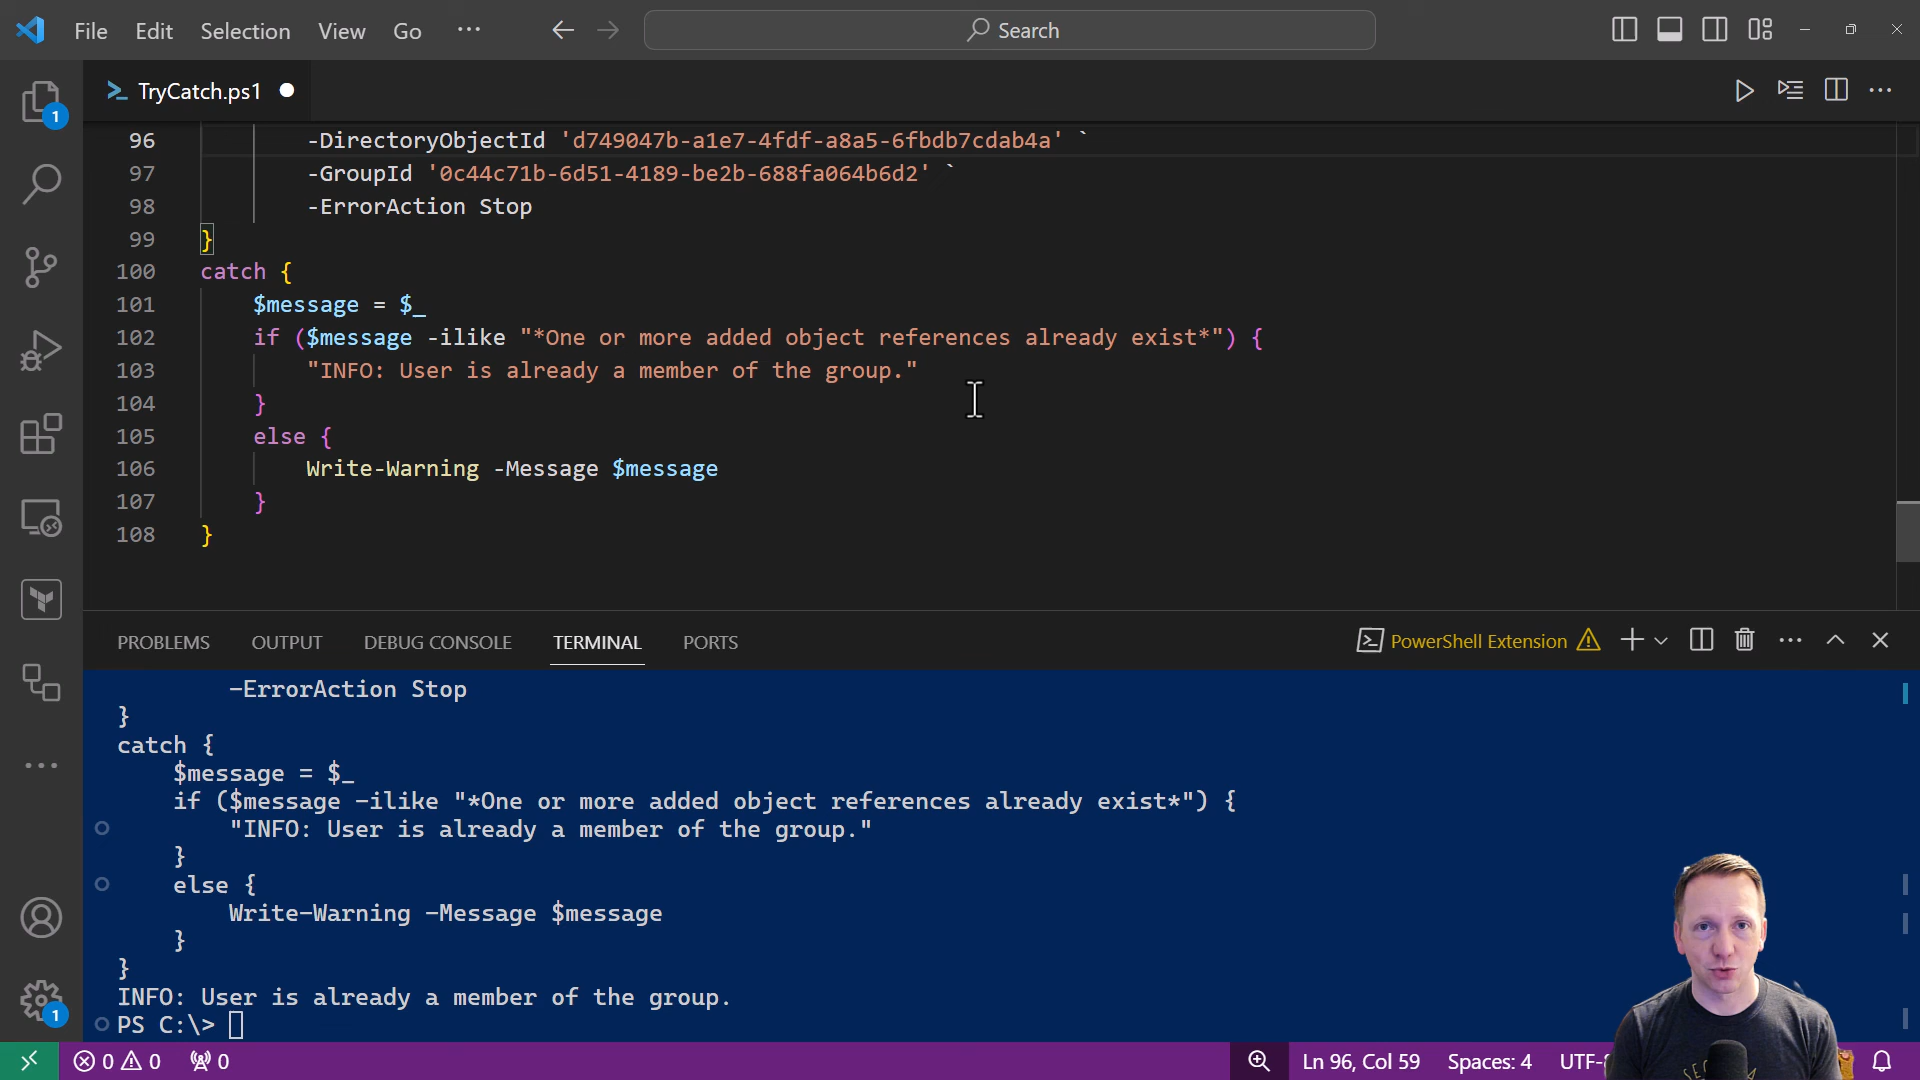 File Edit Selection View Go ··· Search
1
TryCatch.ps1
96 -DirectoryObjectId 'd749047b-a1e7-4fdf-a8a5-6fbdb7cdab4a' `
97 -GroupId '0c44c71b-6d51-4189-be2b-688fa064b6d2' `
98 -ErrorAction Stop
99 }
100 catch {
101 $message = $_
102 if ($message -ilike "*One or more added object references already exist*") {
103 "INFO: User is already a member of the group."
104 }
105 else {
106 Write-Warning -Message $message
107 }
108 }
PROBLEMS OUTPUT DEBUG CONSOLE TERMINAL PORTS PowerShell Extension
-ErrorAction Stop
}
catch {
$message = $_
if ($message -ilike "*One or more added object references already exist*") {
"INFO: User is already a member of the group."
}
else {
Write-Warning -Message $message
}
}
INFO: User is already a member of the group.
PS C:\>
1
0 0 0 Ln 96, Col 59 Spaces: 4 UTF-